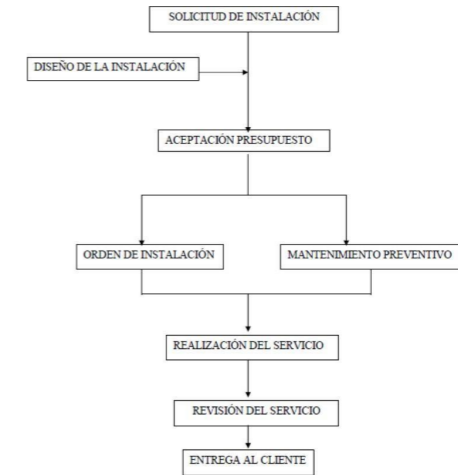 SOLICITUD DE INSTALACIÓN
DISEÑO DE LA INSTALACIÓN
ACEPTACIÓN PRESUPUESTO
ORDEN DE INSTALACIÓN
MANTENIMIENTO PREVENTIVO
REALIZACIÓN DEL SERVICIO
REVISIÓN DEL SERVICIO
ENTREGA AL CLIENTE